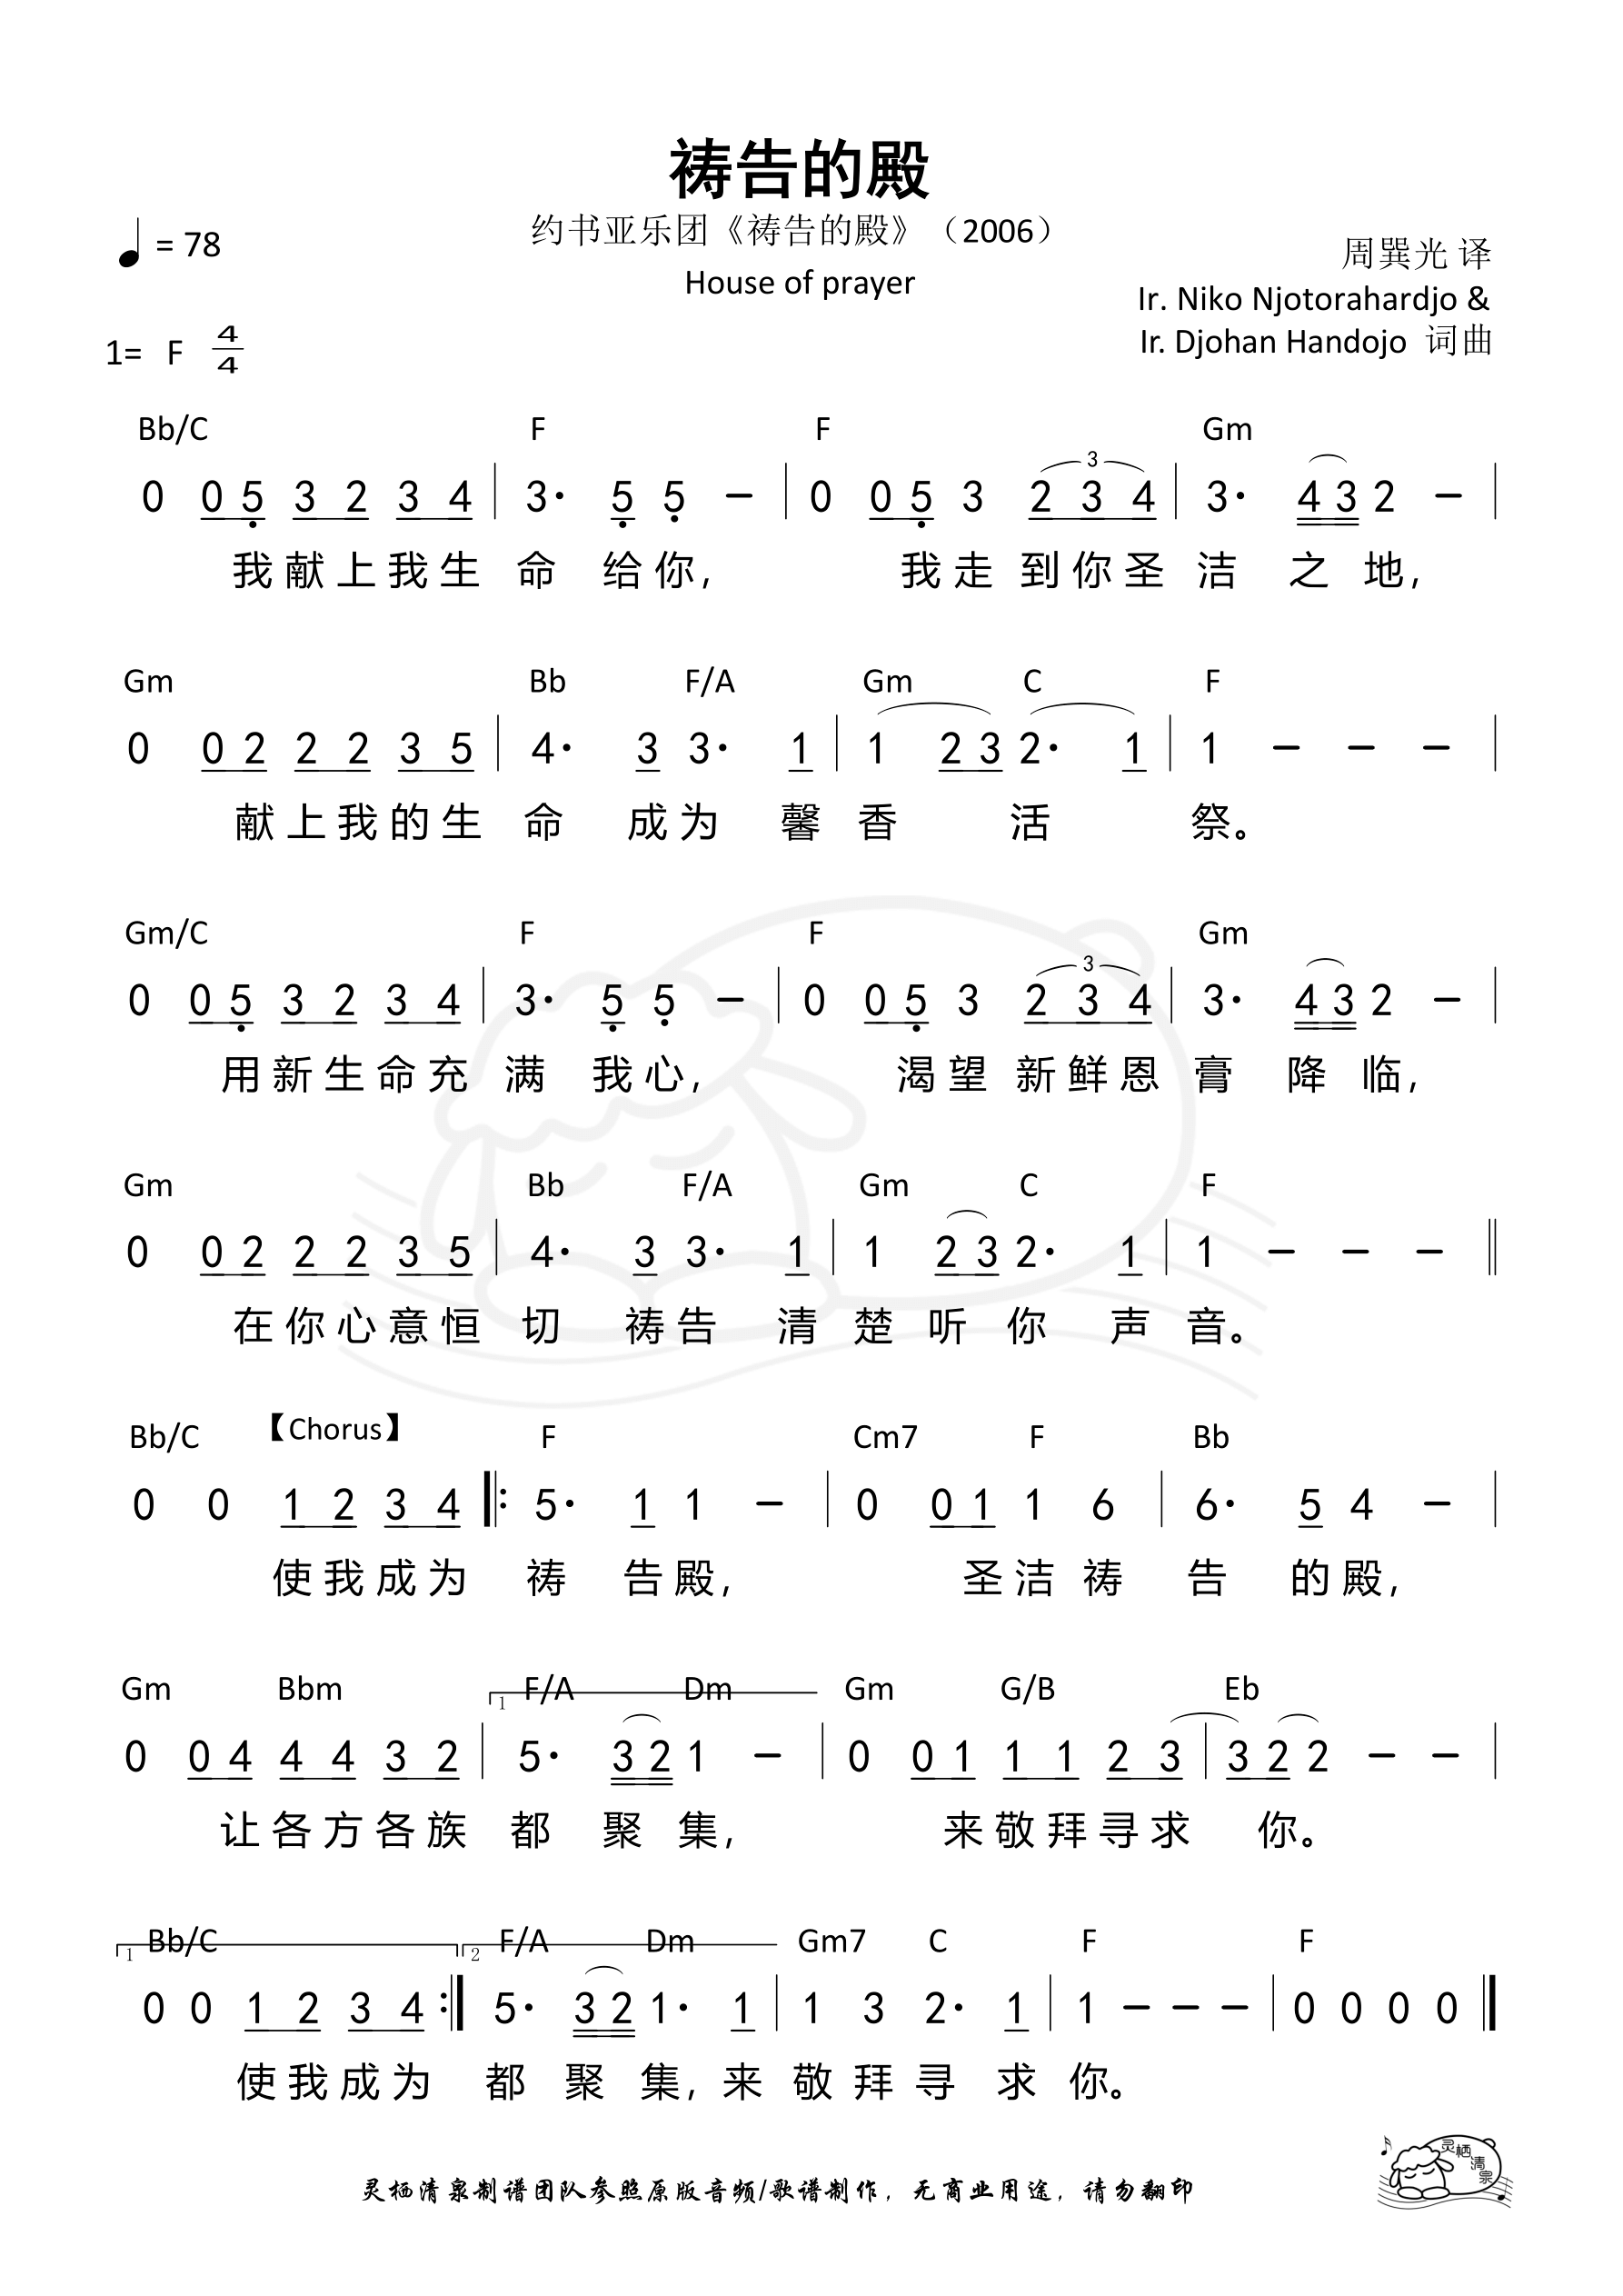 祷告的殿
约书亚乐团《祷告的殿》（2006）
♩ = 78
House of prayer
周巽光 译
Ir. Niko Njotorahardjo &
Ir. Djohan Handojo 词曲
1= F 4/4
Bb/C F F Gm
0 0 5 3 2 3 4 | 3· 5 5 − | 0 0 5 3 2 3 4 | 3· 4 3 2 − |
3
我献上我生命 给你, 我走到你圣洁 之 地,
Gm Bb F/A Gm C F
0 0 2 2 2 3 5 | 4· 3 3· 1 | 1 2 3 2· 1 | 1 − − − |
献上我的生命 成为 馨香 活 祭。
Gm/C F F Gm
0 0 5 3 2 3 4 | 3· 5 5 − | 0 0 5 3 2 3 4 | 3· 4 3 2 − |
3
用新生命充满 我心, 渴望新鲜恩膏 降临,
Gm Bb F/A Gm C F
0 0 2 2 2 3 5 | 4· 3 3· 1 | 1 2 3 2· 1 | 1 − − − ‖
在你心意恒切 祷告 清楚听你 声音。
Bb/C 【Chorus】 F Cm7 F Bb
0 0 1 2 3 4 ‖: 5· 1 1 − | 0 0 1 1 6 | 6· 5 4 − |
使我成为祷 告殿, 圣洁祷 告 的殿,
Gm Bbm F/A Dm Gm G/B Eb
1
0 0 4 4 4 3 2 | 5· 3 2 1 − | 0 0 1 1 1 2 3 | 3 2 2 − − |
让各方各族 都 聚 集, 来敬拜寻求 你。
Bb/C F/A Dm Gm7 C F F
1 2
0 0 1 2 3 4 :‖ 5· 3 2 1· 1 | 1 3 2· 1 | 1 − − − | 0 0 0 0 ‖
使我成为 都 聚 集, 来 敬 拜 寻 求 你。
灵栖清泉制谱团队参照原版音频/歌谱制作，无商业用途，请勿翻印
灵栖清泉